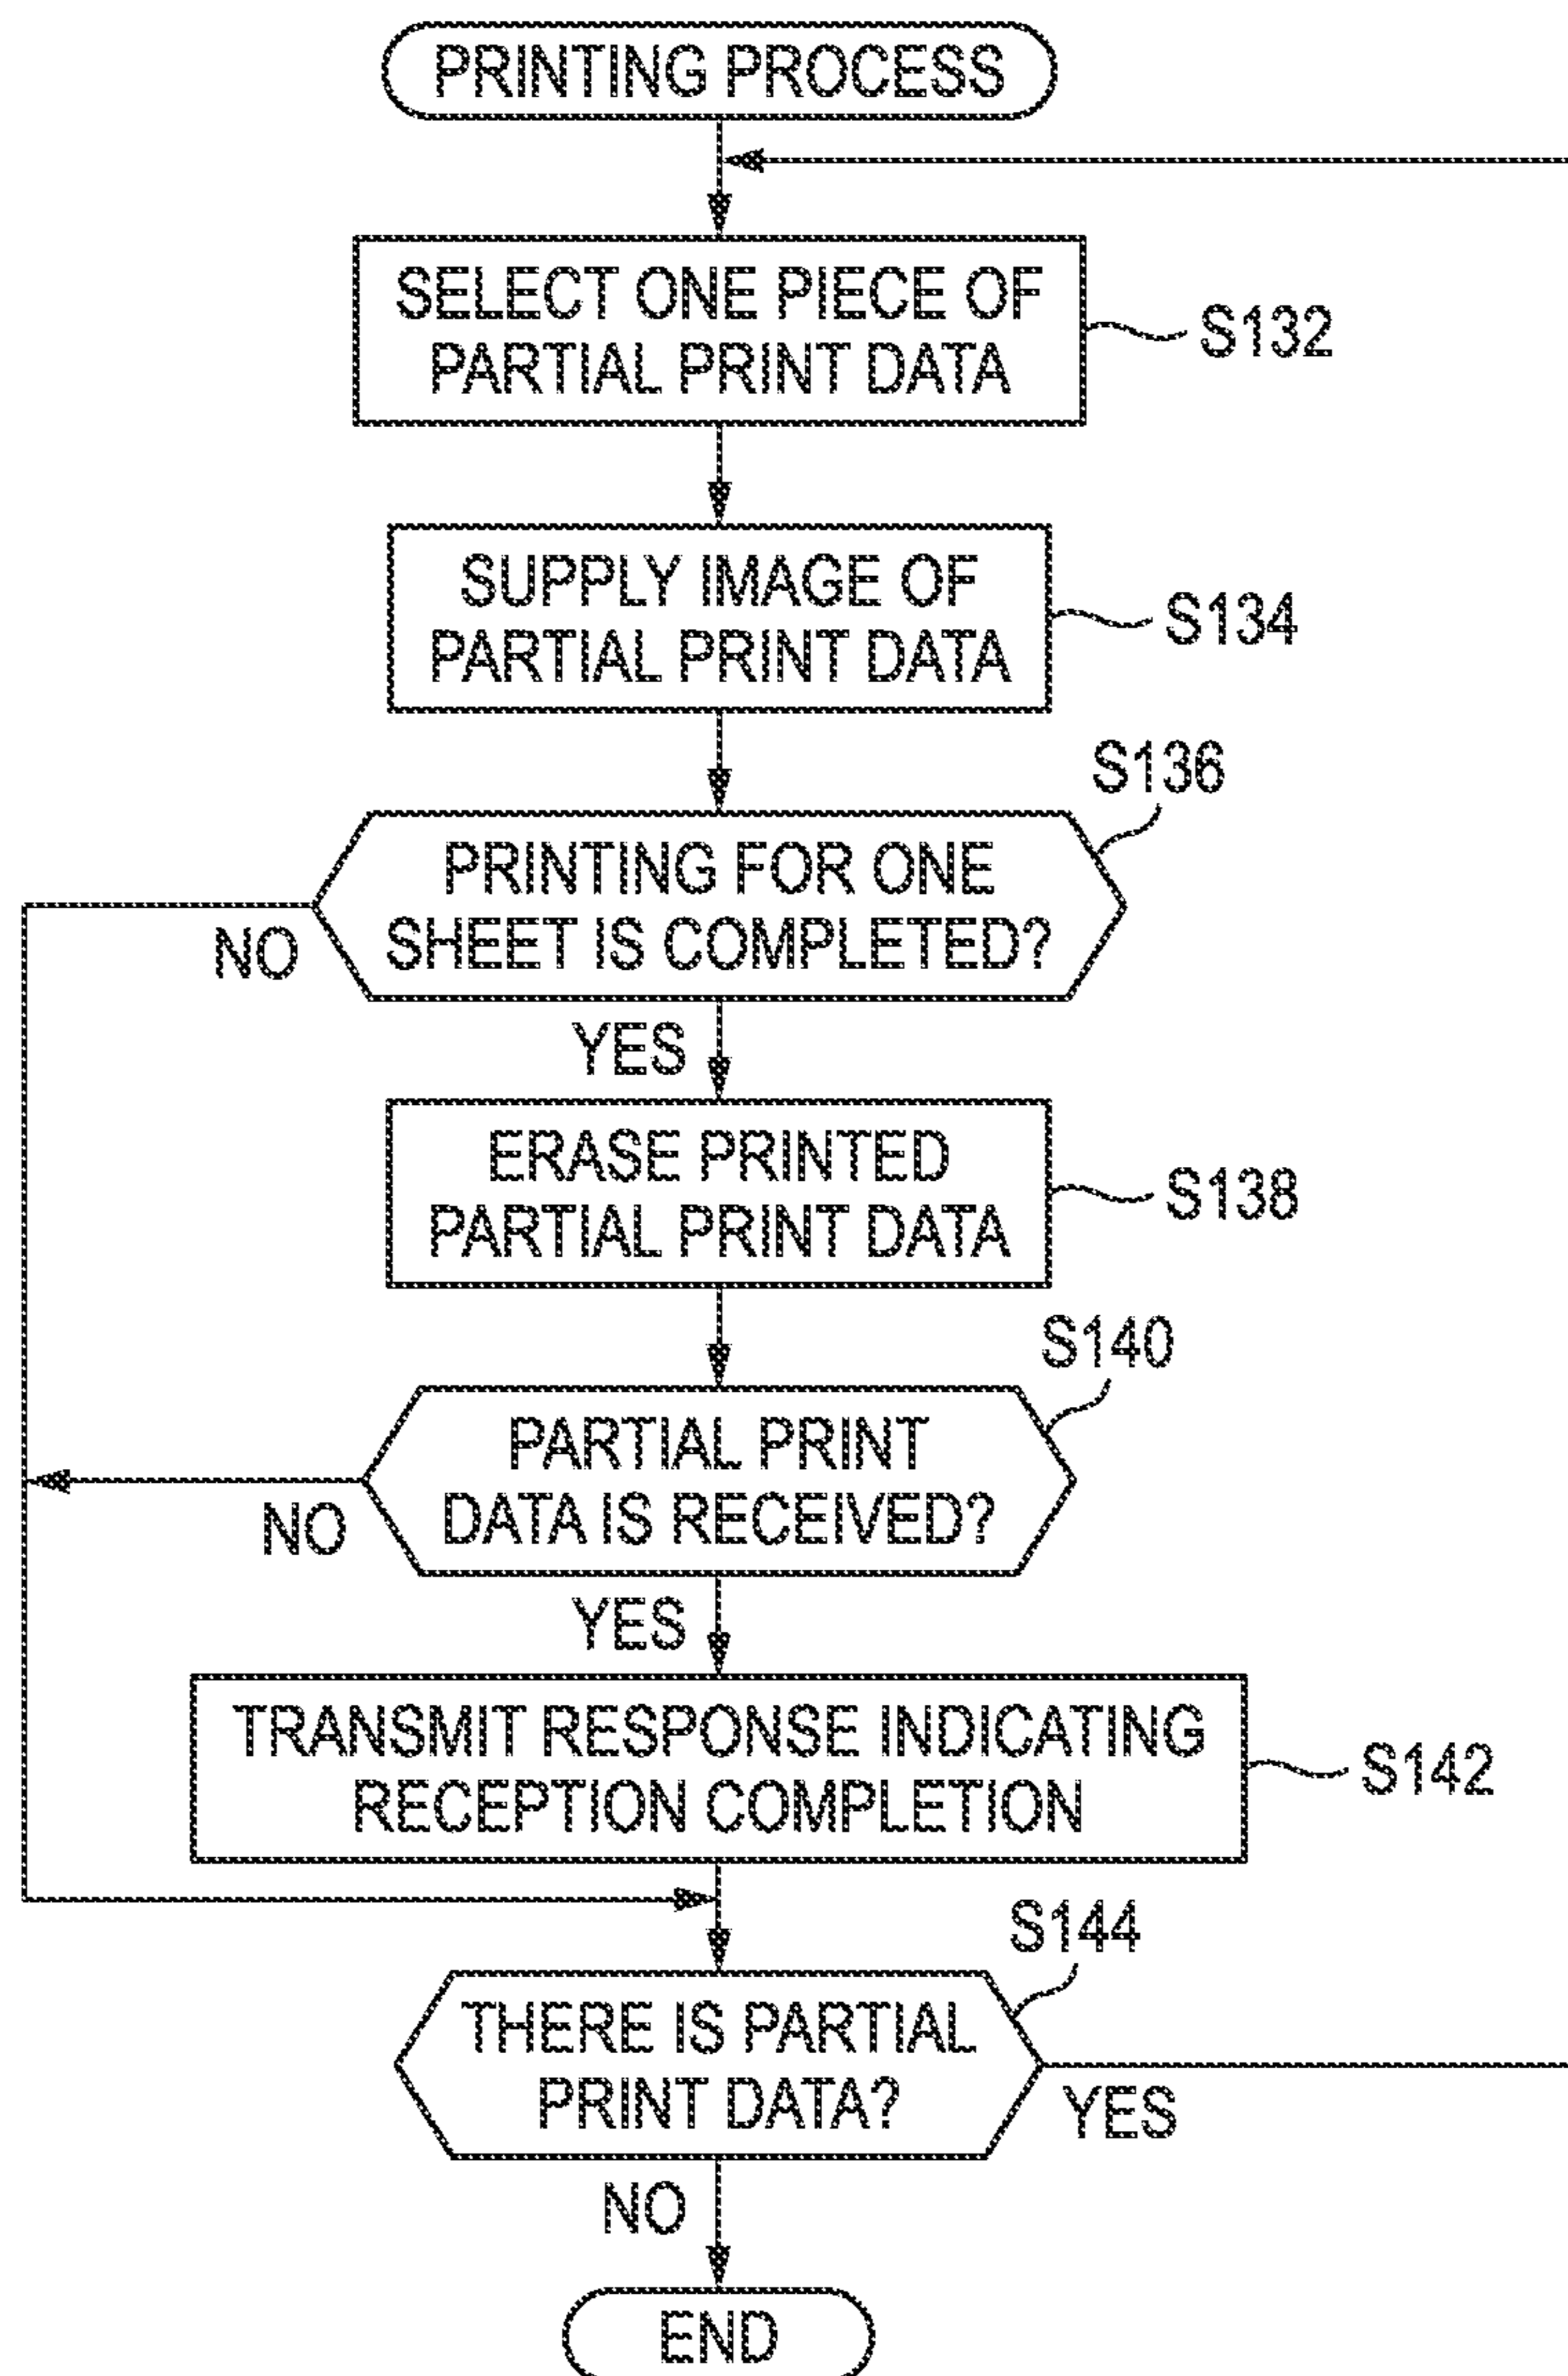 PRINTING PROCESS
SELECT ONE PIECE OF
PARTIAL PRINT DATA
S132
SUPPLY IMAGE OF
PARTIAL PRINT DATA
S134
S136
PRINTING FOR ONE
SHEET IS COMPLETED?
NO
YES
ERASE PRINTED
PARTIAL PRINT DATA
S138
S140
PARTIAL PRINT
DATA IS RECEIVED?
NO
YES
TRANSMIT RESPONSE INDICATING
RECEPTION COMPLETION
S142
S144
THERE IS PARTIAL
PRINT DATA?
YES
NO
END